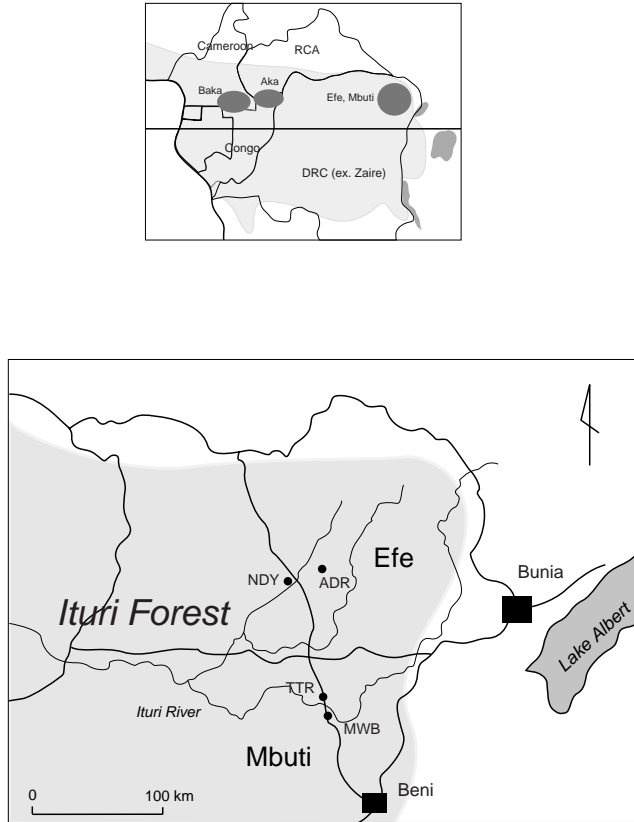 Cameroon
RCA
Aka
Baka
Efe, Mbuti
Congo
DRC (ex. Zaire)
Efe
Bunia
NDY
ADR
Ituri Forest
Lake Albert
TTR
Ituri River
MWB
Mbuti
Beni
0 100 km